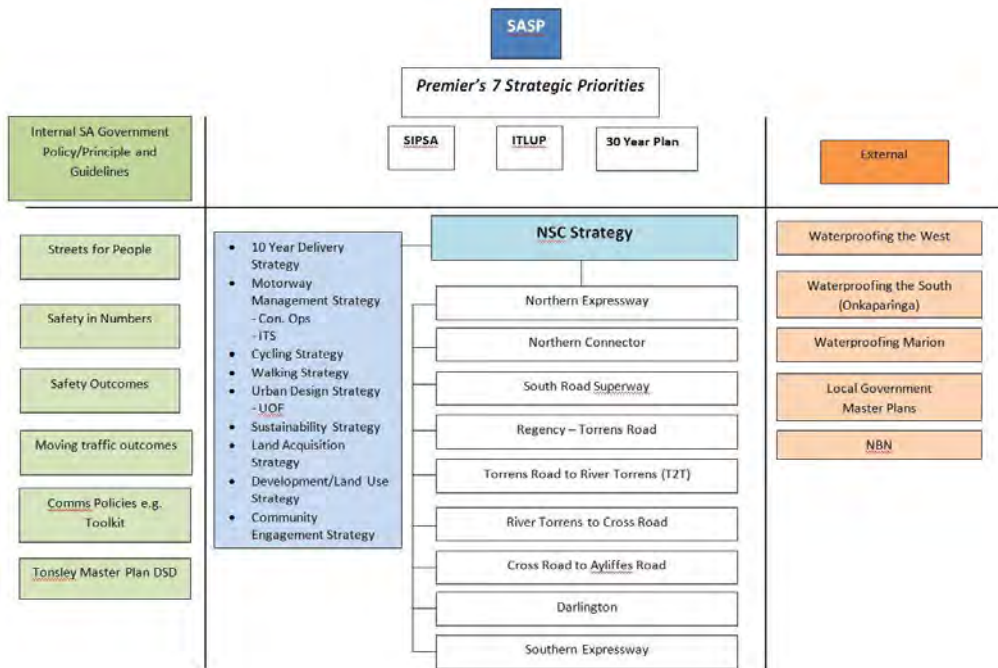 SASP
Premier's 7 Strategic Priorities
SIPSA
ITLUP
30 Year Plan
Internal SA Government
Policy/Principle and
Guidelines
External
Streets for People
Safety in Numbers
Safety Outcomes
Moving traffic outcomes
Comms Policies e.g.
Toolkit
Tonsley Master Plan DSD
• 10 Year Delivery
Strategy
• Motorway
Management Strategy
- Con. Ops
- ITS
• Cycling Strategy
• Walking Strategy
• Urban Design Strategy
- UOF
• Sustainability Strategy
• Land Acquisition
Strategy
• Development/Land Use
Strategy
• Community
Engagement Strategy
NSC Strategy
Northern Expressway
Northern Connector
South Road Superway
Regency – Torrens Road
Torrens Road to River Torrens (T2T)
River Torrens to Cross Road
Cross Road to Ayliffes Road
Darlington
Southern Expressway
Waterproofing the West
Waterproofing the South
(Onkaparinga)
Waterproofing Marion
Local Government
Master Plans
NBN